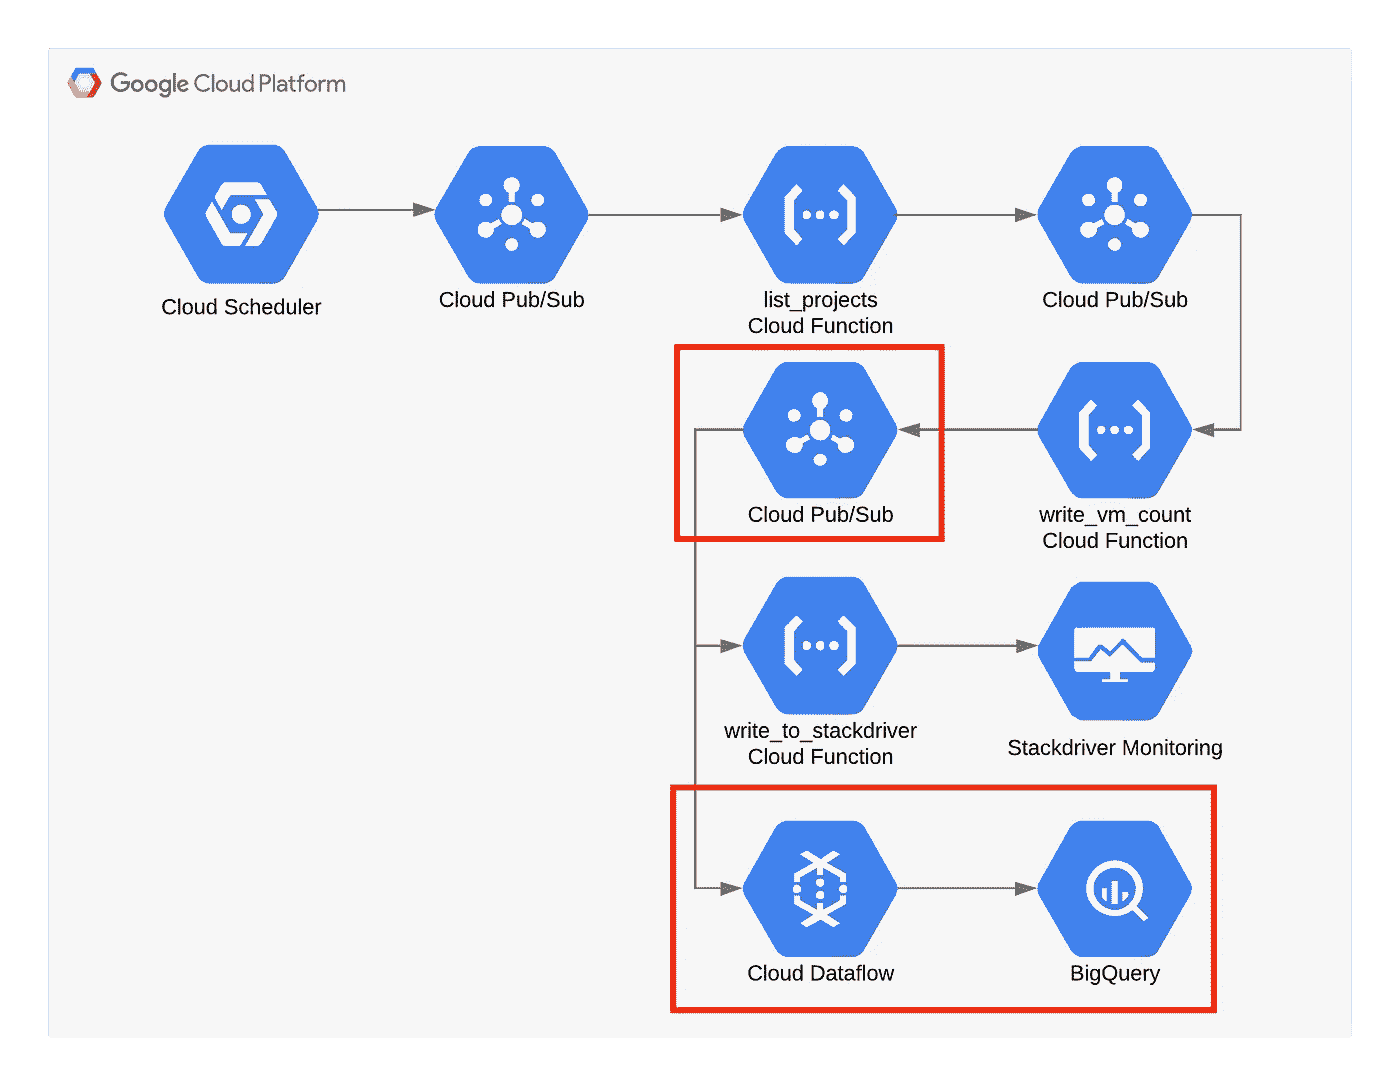 Google Cloud Platform
Cloud Scheduler
Cloud Pub/Sub
list_projects
Cloud Function
Cloud Pub/Sub
Cloud Pub/Sub
write_vm_count
Cloud Function
write_to_stackdriver
Cloud Function
Stackdriver Monitoring
Cloud Dataflow
BigQuery